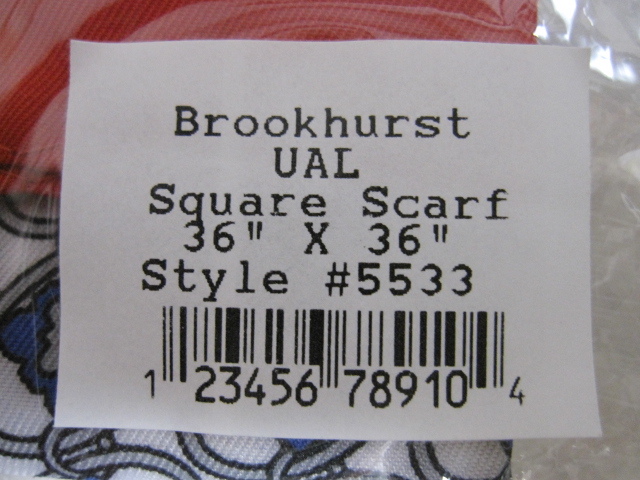 Brookhurst
UAL
Square Scarf
36" X 36"
Style #5533
1 23456 78910 4